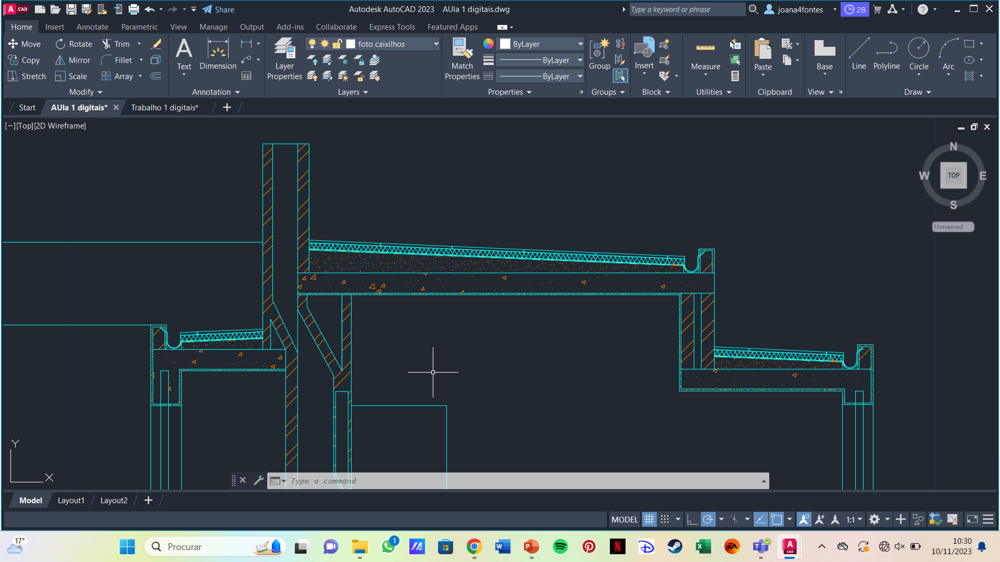 A CAD
Share
Autodesk AutoCAD 2023 AUla 1 digitais.dwg
Type a keyword or phrase
joana4fontes
28
Home Insert Annotate Parametric View Manage Output Add-ins Collaborate Express Tools Featured Apps
Move Rotate Trim
Copy Mirror Fillet
Stretch Scale Array
Modify
Text
Dimension
Annotation
Layer Properties
foto caixilhos
Layers
Match Properties
ByLayer
ByLayer
ByLayer
Properties
Group
Groups
Insert
Block
Measure
Utilities
Paste
Clipboard
Base
View
Line Polyline Circle Arc
Draw
Start AUla 1 digitais* Trabalho 1 digitais*
[−][Top][2D Wireframe]
N
W TOP E
S
Unnamed
Y
X
Type a command
Model Layout1 Layout2
MODEL
1:1
17°
Procurar
1
10:30
10/11/2023